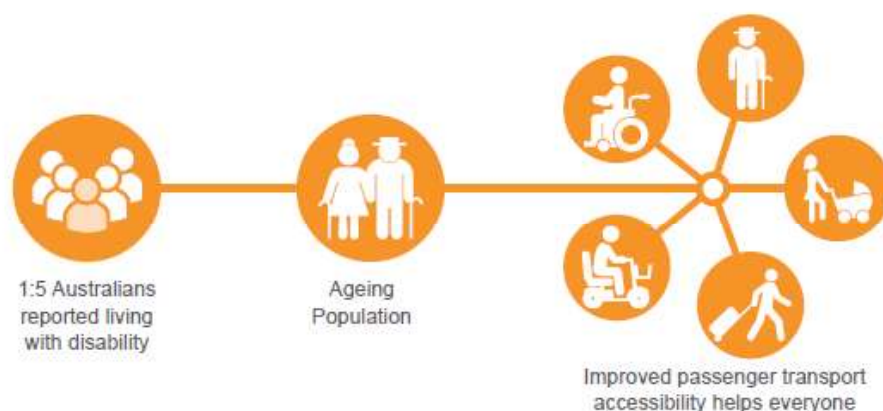 1:5 Australians
reported living
with disability
Ageing
Population
Improved passenger transport
accessibility helps everyone